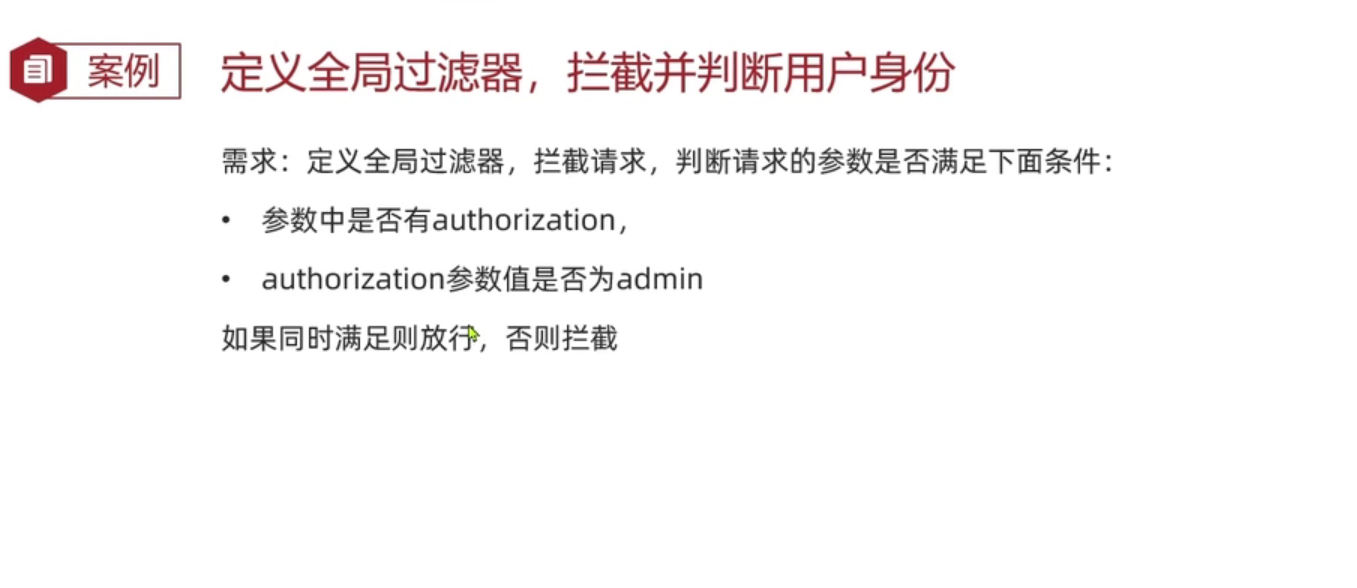 案例
定义全局过滤器，拦截并判断用户身份
需求：定义全局过滤器，拦截请求，判断请求的参数是否满足下面条件：
• 参数中是否有authorization，
• authorization参数值是否为admin
如果同时满足则放行，否则拦截